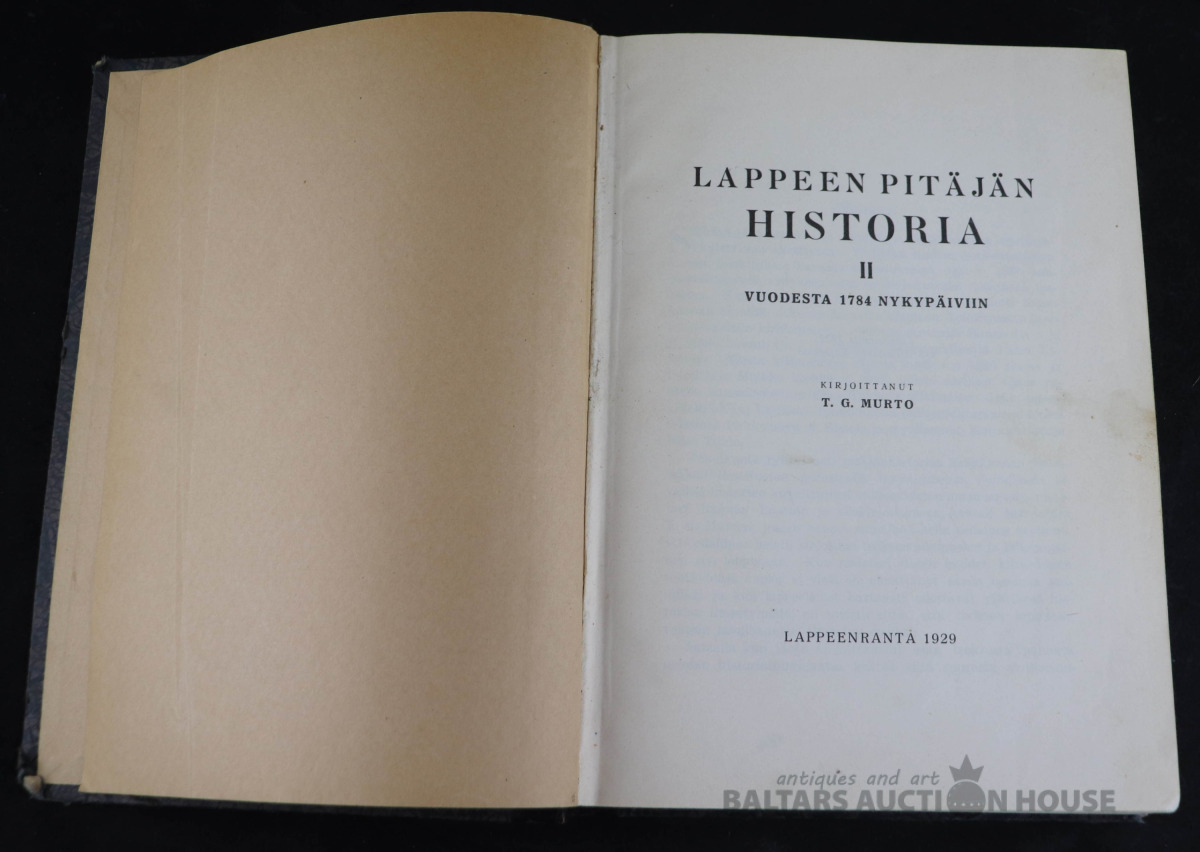 LAPPEEN PITÄJÄN
HISTORIA
II
VUODESTA 1784 NYKYPÄIVIIN
KIRJOITTANUT
T. G. MURTO
LAPPEENRANTA 1929
antiques and art
BALTARS AUCTION HOUSE